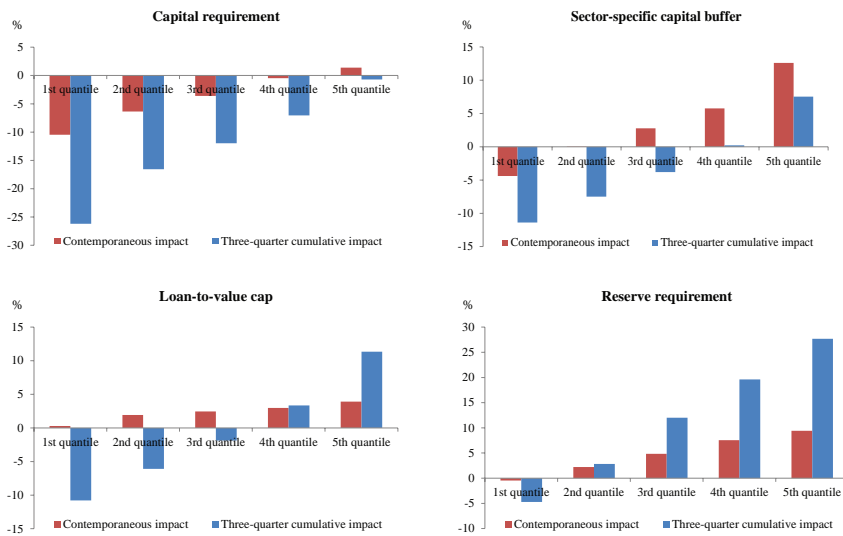 Capital requirement
%
5
0
-5
-10
-15
-20
-25
-30
1st quantile 2nd quantile 3rd quantile 4th quantile 5th quantile
Contemporaneous impact Three-quarter cumulative impact
Sector-specific capital buffer
%
15
10
5
0
-5
-10
-15
1st quantile 2nd quantile 3rd quantile 4th quantile 5th quantile
Contemporaneous impact Three-quarter cumulative impact
Loan-to-value cap
%
15
10
5
0
-5
-10
-15
1st quantile 2nd quantile 3rd quantile 4th quantile 5th quantile
Contemporaneous impact Three-quarter cumulative impact
Reserve requirement
%
30
25
20
15
10
5
0
-5
-10
1st quantile 2nd quantile 3rd quantile 4th quantile 5th quantile
Contemporaneous impact Three-quarter cumulative impact